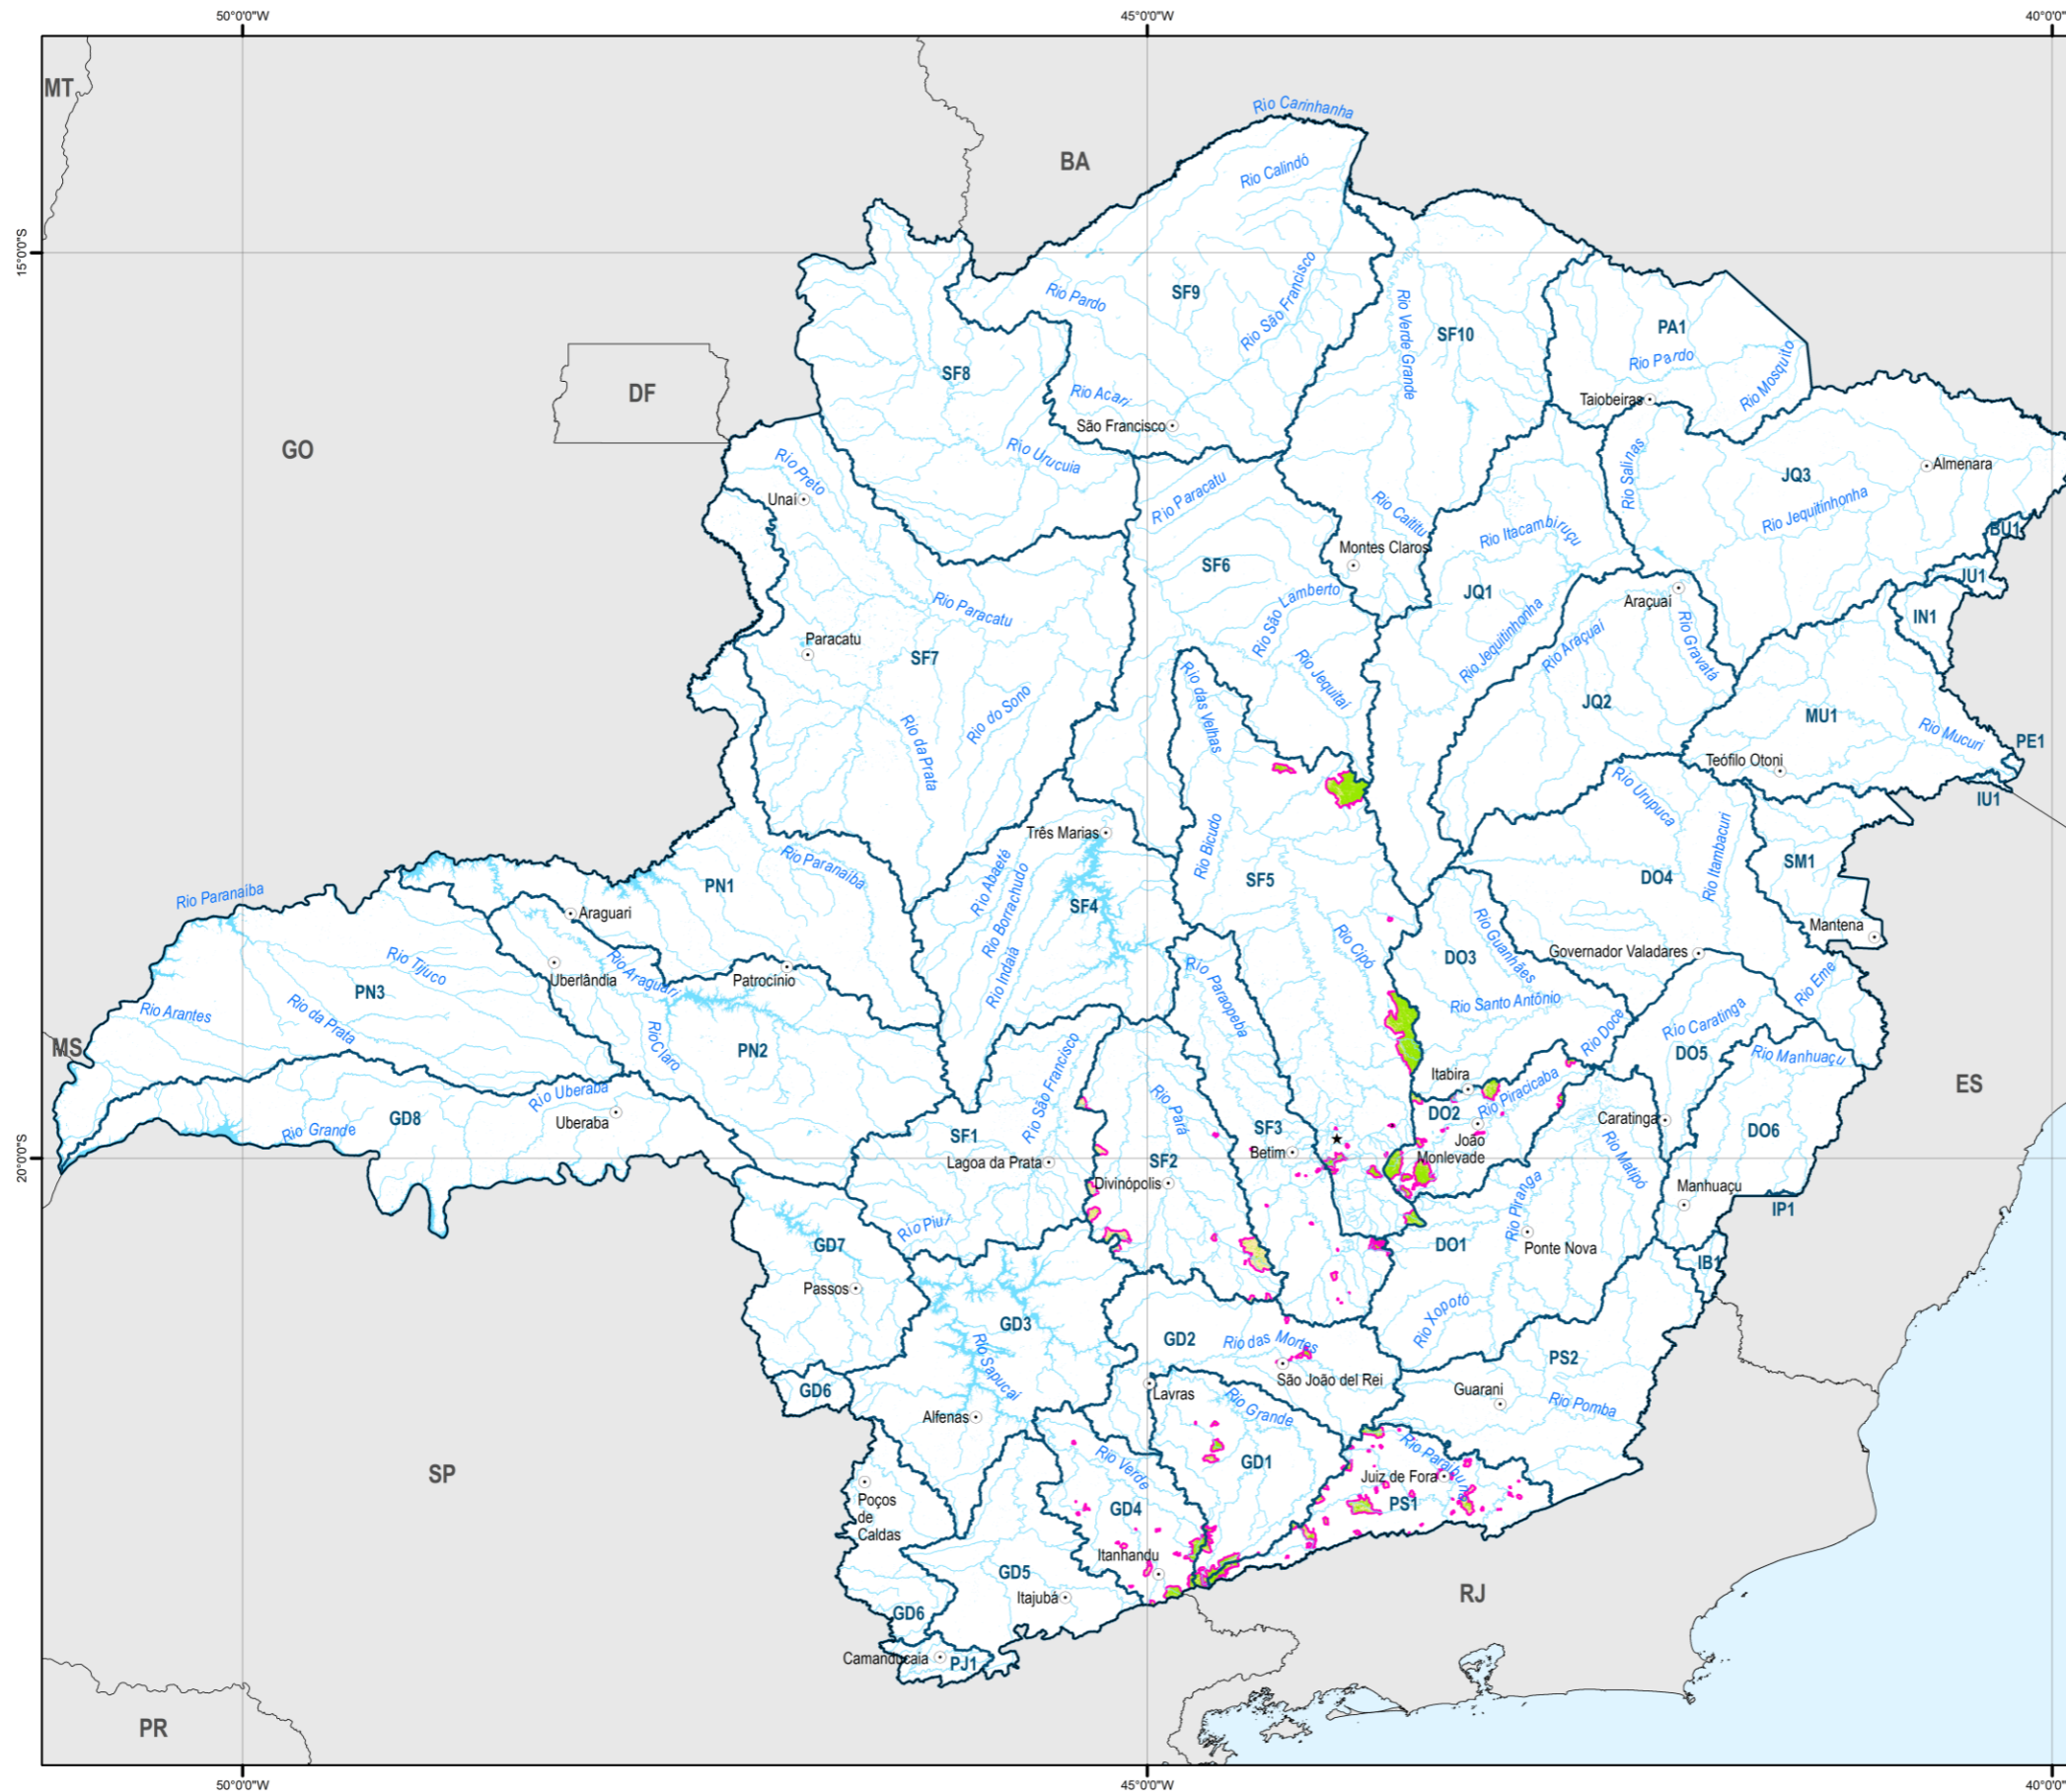 50°0'0"W
45°0'0"W
MT
Rio Carinhanha
BA
Rio Calindó
15°0'0"S
SF9
Rio Pardo
Rio São Francisco
Rio Verde Grande
SF10
PA1
Rio Pardo
Rio Mosquito
SF8
DF
Rio Acari
Taiobeiras
São Francisco
GO
Rio Urucuia
Rio Preto
Unaí
Rio Paracatu
Rio Salinas
Almenara
JQ3
Rio Jequitinhonha
Rio Caititu
Rio Itacambiruçu
BU1
Montes Claros
SF6
JU1
JQ1
Rio São Lamberto
Araçuaí
Rio Paracatu
IN1
Paracatu
SF7
Rio Jequitinhonha
Rio Araçuaí
Rio Gravatá
Rio Jequitaí
Rio das Velhas
Rio do Sono
Rio da Prata
JQ2
MU1
Rio Mucuri
PE1
Teófilo Otoni
IU1
Rio Urupuca
Três Marias
Rio Bicudo
Rio Itambacuri
SM1
Rio Paranaíba
Rio Abaeté
PN1
SF5
DO4
Rio Paranaíba
Rio Borrachudo
SF4
Araguari
Mantena
Rio Cipó
Rio Guanhães
Governador Valadares
DO3
Rio Tijuco
Uberlândia
Rio Araguari
Patrocínio
Rio Indaiá
Rio Paraopeba
Rio Eme
PN3
Rio Santo Antônio
Rio Arantes
Rio da Prata
Rio Caratinga
Rio Doce
MS
Rio Claro
PN2
DO5
Rio Manhuaçu
Rio São Francisco
Itabira
ES
Rio Uberaba
Rio Pará
Rio Piracicaba
GD8
Uberaba
DO2
Caratinga
Rio Grande
SF1
SF3
João
Monlevade
DO6
20°0'0"S
Lagoa da Prata
SF2
Betim
Rio Matipó
Divinópolis
Manhuaçu
Rio Piranga
IP1
Rio Piuí
GD7
DO1
Ponte Nova
IB1
Passos
Rio Xopotó
GD3
GD2
Rio das Mortes
PS2
Rio Sapucaí
São João del Rei
GD6
Lavras
Guarani
Rio Pomba
Alfenas
Rio Grande
SP
Rio Verde
GD1
Rio Paraibuna
Juiz de Fora
Poços
de
Caldas
GD4
PS1
Itanhandu
GD5
Itajubá
RJ
GD6
Camanducaia
PJ1
PR
50°0'0"W
45°0'0"W